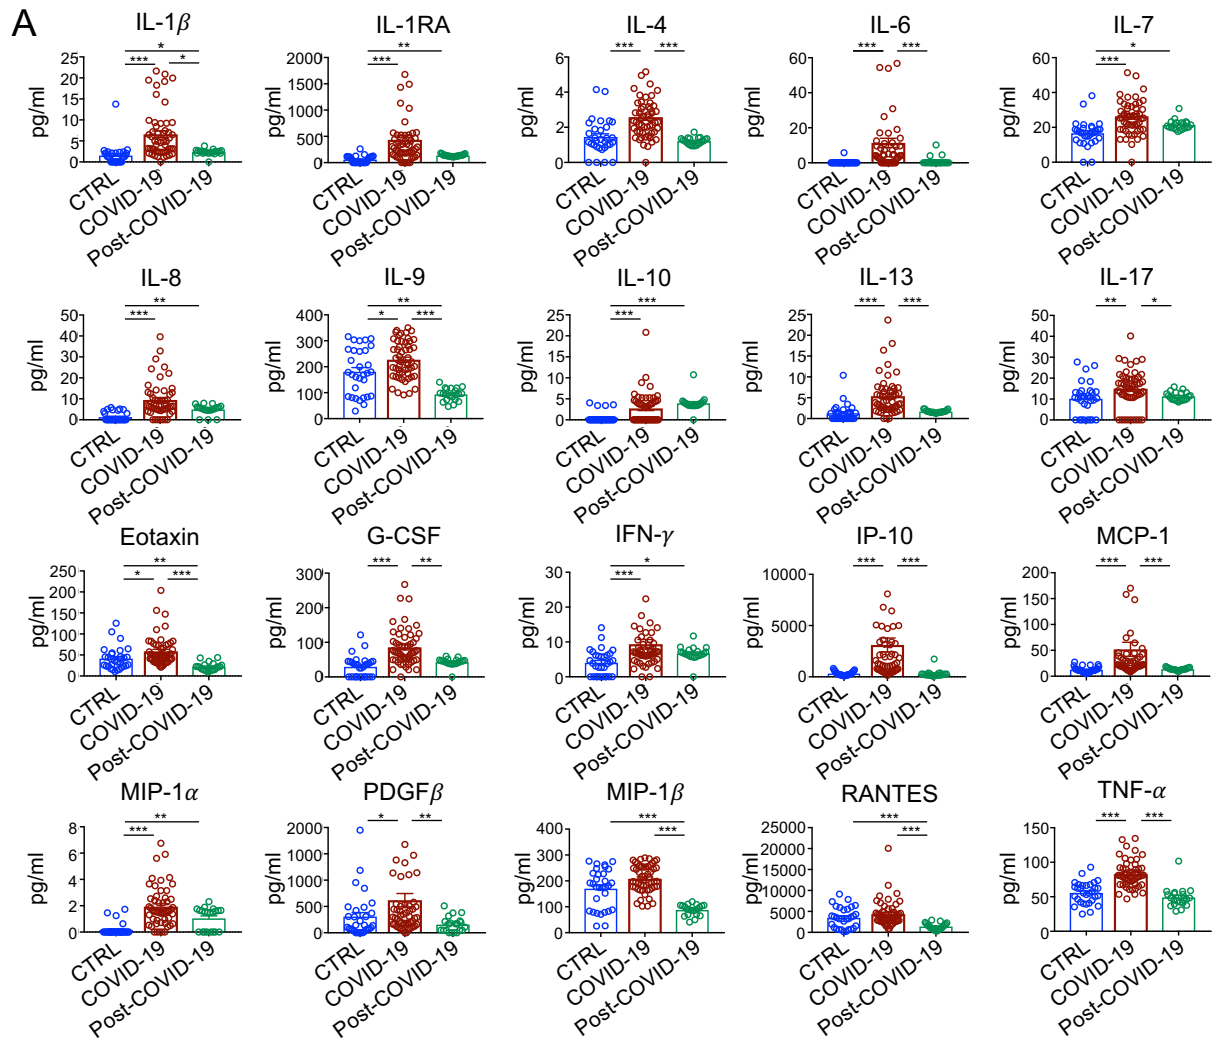 A
IL-1β IL-1RA IL-4 IL-6 IL-7
* ** *
*** * *** *** *** *** *** ***
pg/ml 25 20 15 10 5 0
pg/ml 2000 1500 1000 500 0
pg/ml 6 4 2 0
pg/ml 60 40 20 0
pg/ml 60 40 20 0
CTRL COVID-19 Post-COVID-19
CTRL COVID-19 Post-COVID-19
CTRL COVID-19 Post-COVID-19
CTRL COVID-19 Post-COVID-19
CTRL COVID-19 Post-COVID-19
IL-8 IL-9 IL-10 IL-13 IL-17
** ** ***
*** * *** *** *** *** ** *
pg/ml 50 40 30 20 10 0
pg/ml 400 300 200 100 0
pg/ml 25 20 15 10 5 0
pg/ml 25 20 15 10 5 0
pg/ml 50 40 30 20 10 0
CTRL COVID-19 Post-COVID-19
CTRL COVID-19 Post-COVID-19
CTRL COVID-19 Post-COVID-19
CTRL COVID-19 Post-COVID-19
CTRL COVID-19 Post-COVID-19
Eotaxin G-CSF IFN-γ IP-10 MCP-1
** *
* *** *** ** *** *** *** *** ***
pg/ml 250 200 150 100 50 0
pg/ml 300 200 100 0
pg/ml 30 20 10 0
pg/ml 10000 5000 0
pg/ml 200 150 100 50 0
CTRL COVID-19 Post-COVID-19
CTRL COVID-19 Post-COVID-19
CTRL COVID-19 Post-COVID-19
CTRL COVID-19 Post-COVID-19
CTRL COVID-19 Post-COVID-19
MIP-1α PDGFβ MIP-1β RANTES TNF-α
** *** ***
*** * ** *** *** *** ***
pg/ml 8 6 4 2 0
pg/ml 2000 1500 1000 500 0
pg/ml 400 300 200 100 0
pg/ml 25000 20000 15000 10000 5000 0
pg/ml 150 100 50 0
CTRL COVID-19 Post-COVID-19
CTRL COVID-19 Post-COVID-19
CTRL COVID-19 Post-COVID-19
CTRL COVID-19 Post-COVID-19
CTRL COVID-19 Post-COVID-19